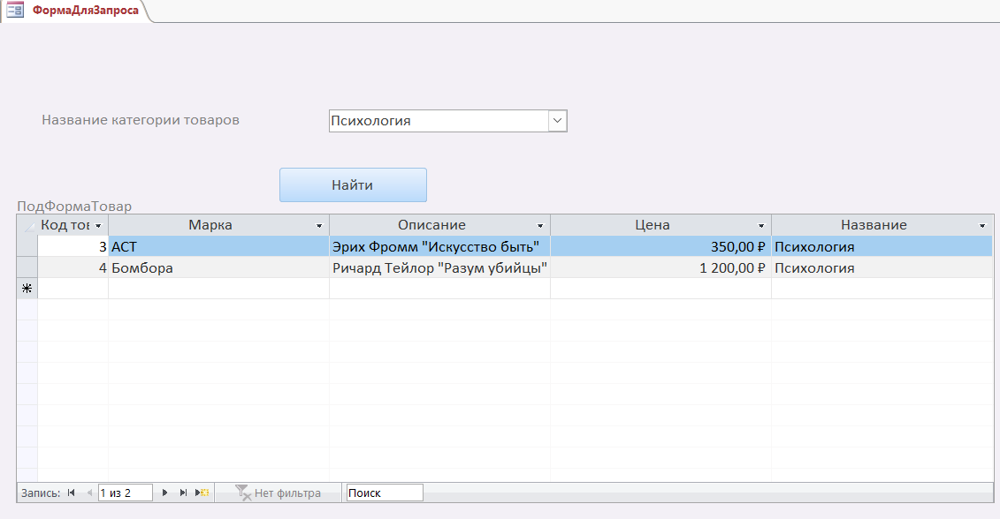 ФормаДляЗапроса
Название категории товаров Психология
Найти
ПодФормаТовар
Код тов Марка Описание Цена Название
3 АСТ Эрих Фромм "Искусство быть" 350,00 ₽ Психология
4 Бомбора Ричард Тейлор "Разум убийцы" 1 200,00 ₽ Психология
Запись: 1 из 2 Нет фильтра Поиск